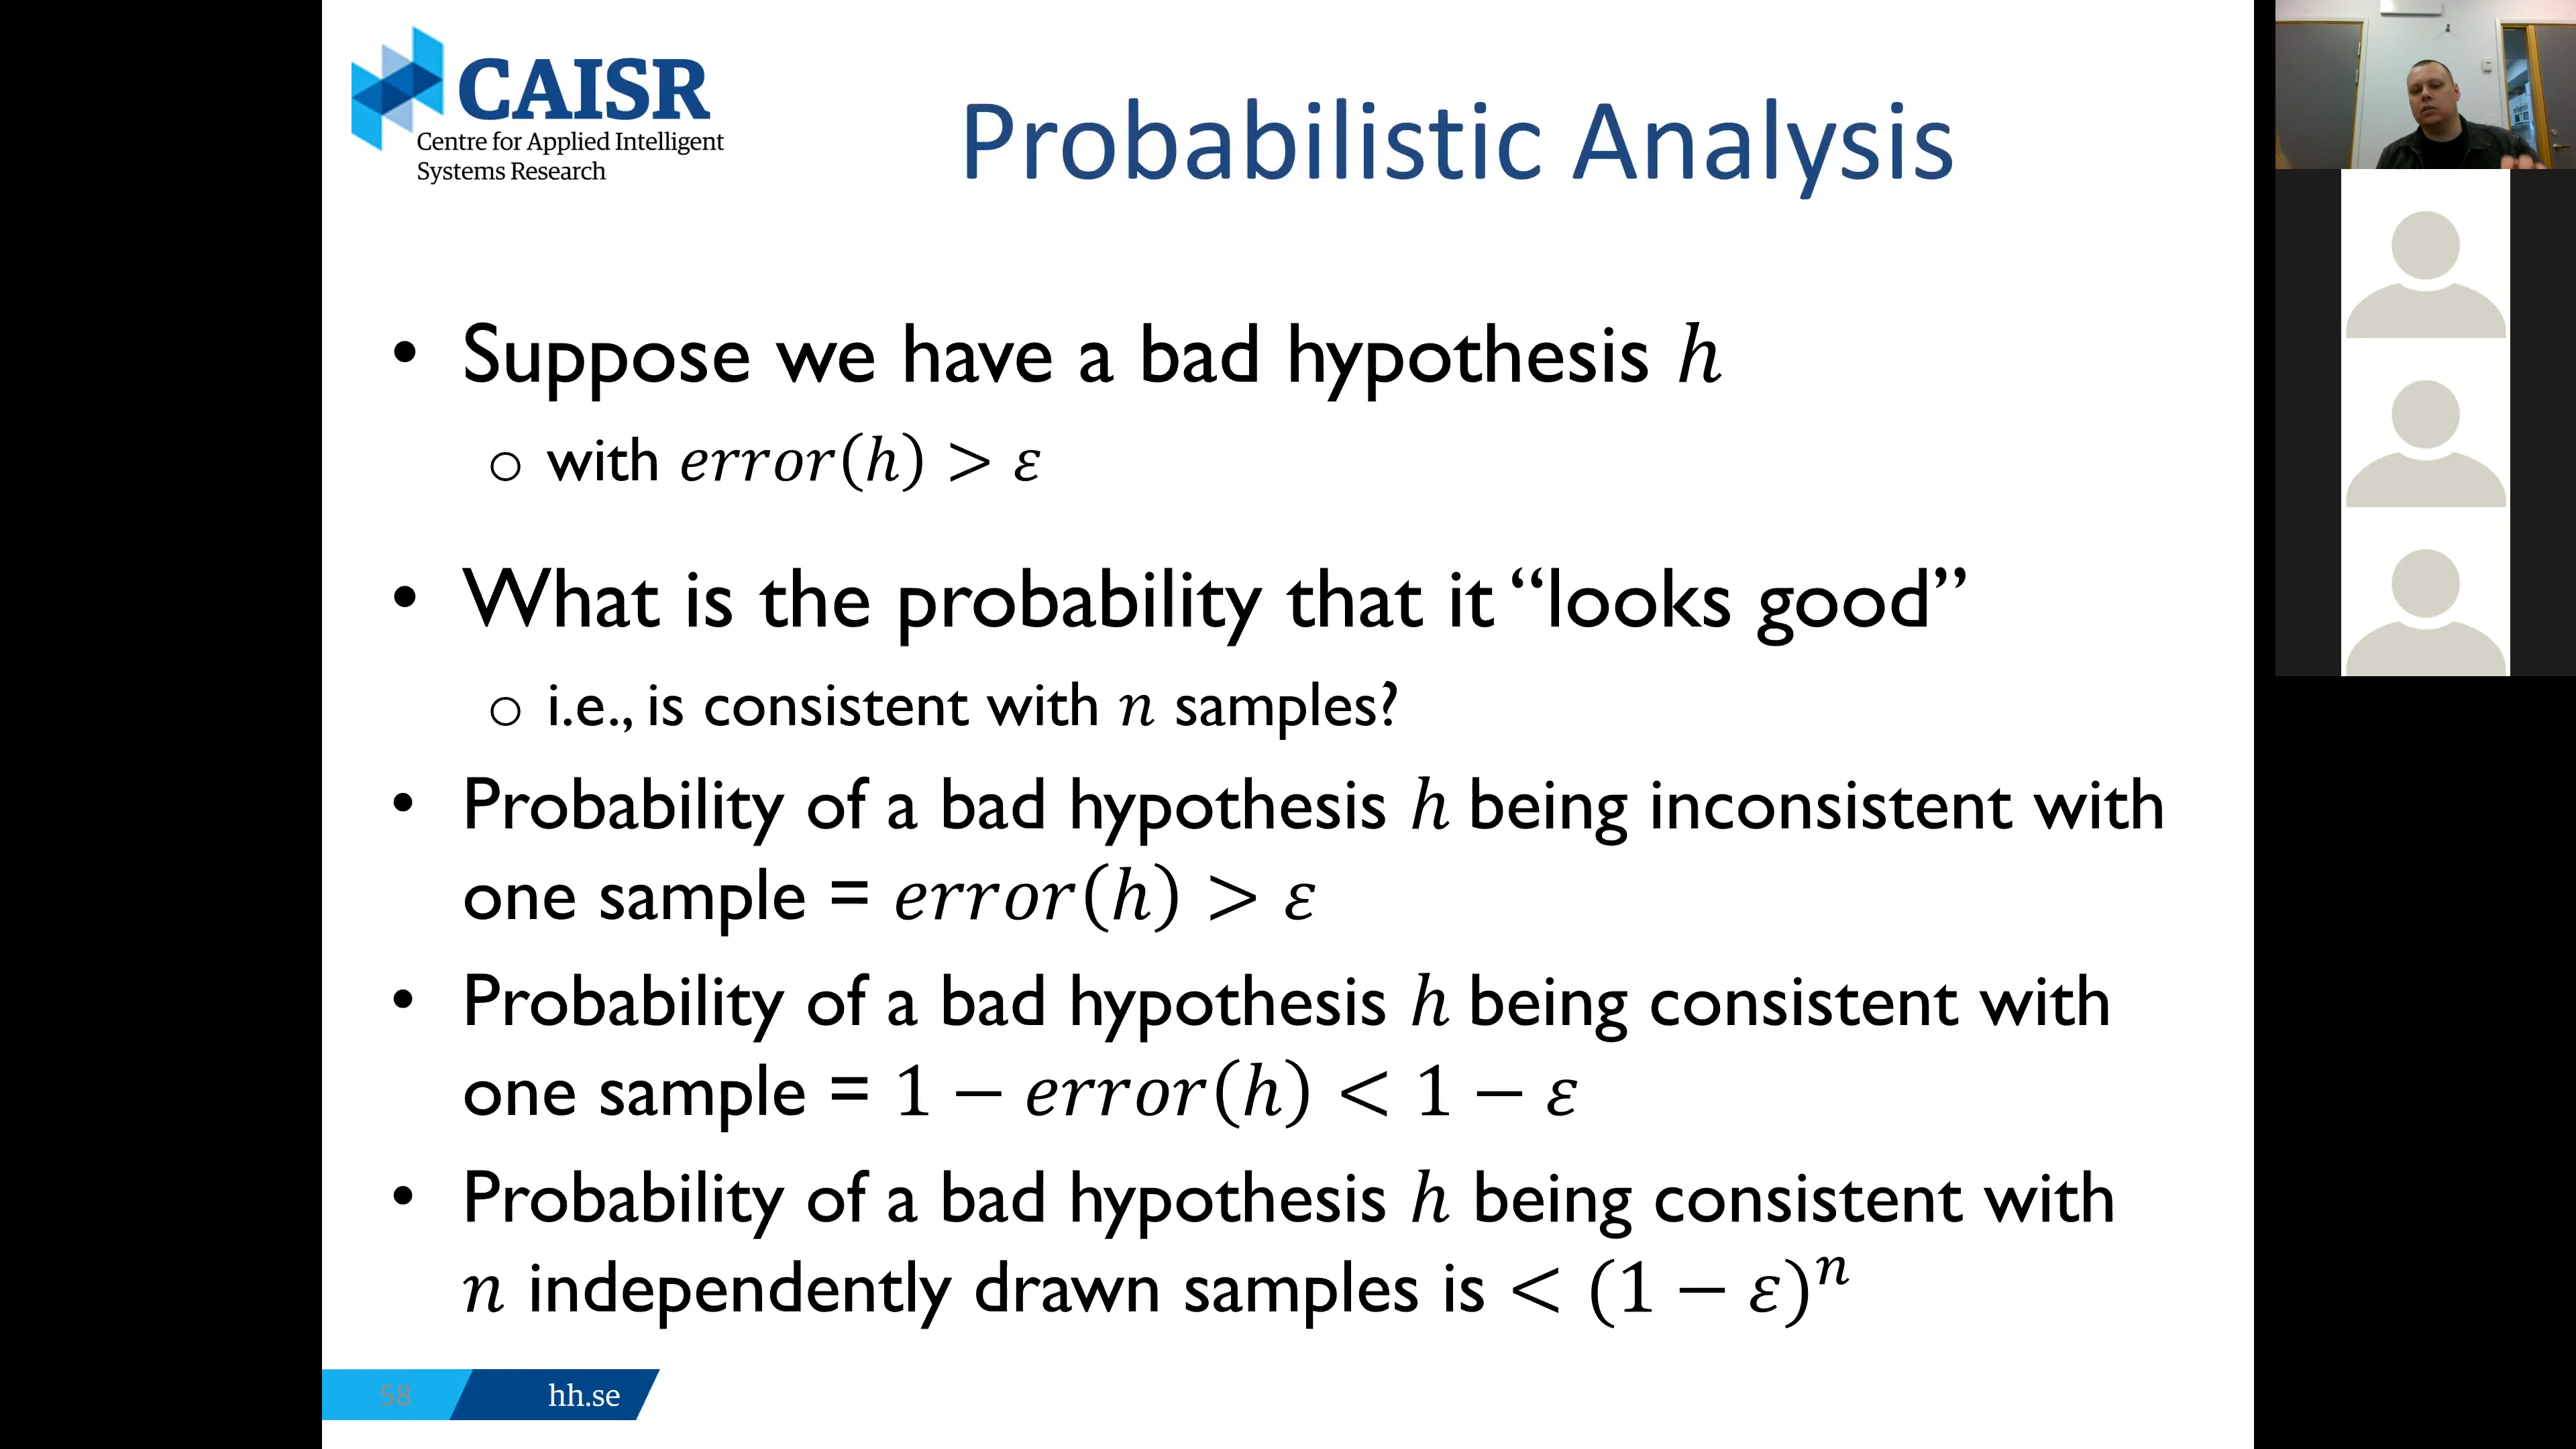 CAISR
Centre for Applied Intelligent
Systems Research
Probabilistic Analysis
• Suppose we have a bad hypothesis ℎ
o with 𝑒𝑟𝑟𝑜𝑟(ℎ) > 𝜀
• What is the probability that it “looks good”
o i.e., is consistent with 𝑛 samples?
• Probability of a bad hypothesis ℎ being inconsistent with
one sample = 𝑒𝑟𝑟𝑜𝑟(ℎ) > 𝜀
• Probability of a bad hypothesis ℎ being consistent with
one sample = 1 − 𝑒𝑟𝑟𝑜𝑟(ℎ) < 1 − 𝜀
• Probability of a bad hypothesis ℎ being consistent with
𝑛 independently drawn samples is < (1 − 𝜀)ⁿ
58
hh.se